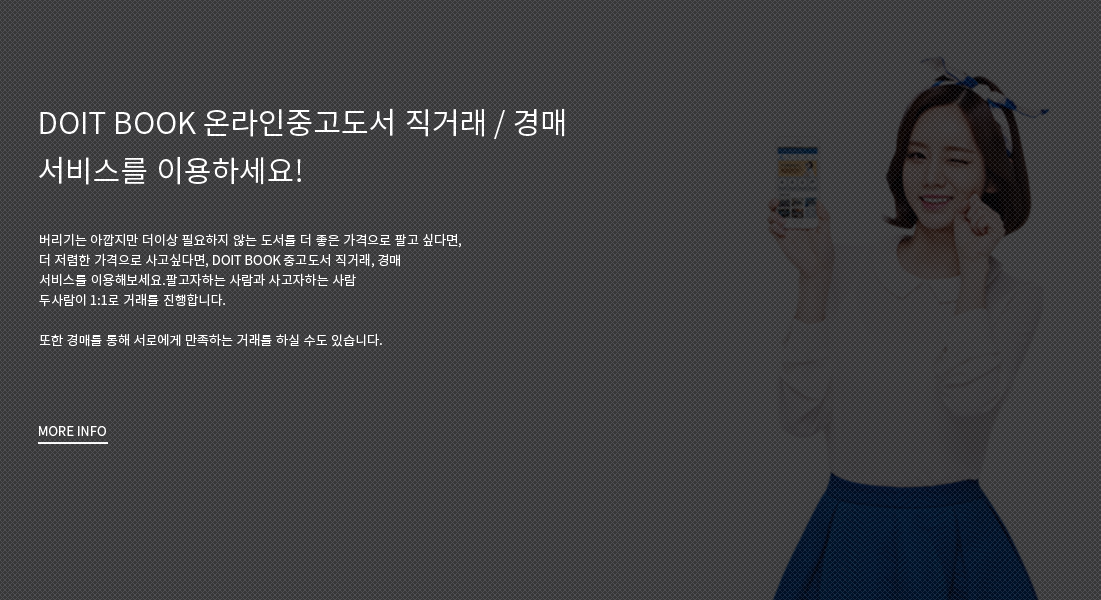 DOIT BOOK 온라인중고도서 직거래 / 경매
서비스를 이용하세요!
버리기는 아깝지만 더이상 필요하지 않는 도서를 더 좋은 가격으로 팔고 싶다면,
더 저렴한 가격으로 사고싶다면, DOIT BOOK 중고도서 직거래, 경매
서비스를 이용해보세요.팔고자하는 사람과 사고자하는 사람
두사람이 1:1로 거래를 진행합니다.
또한 경매를 통해 서로에게 만족하는 거래를 하실 수도 있습니다.
MORE INFO